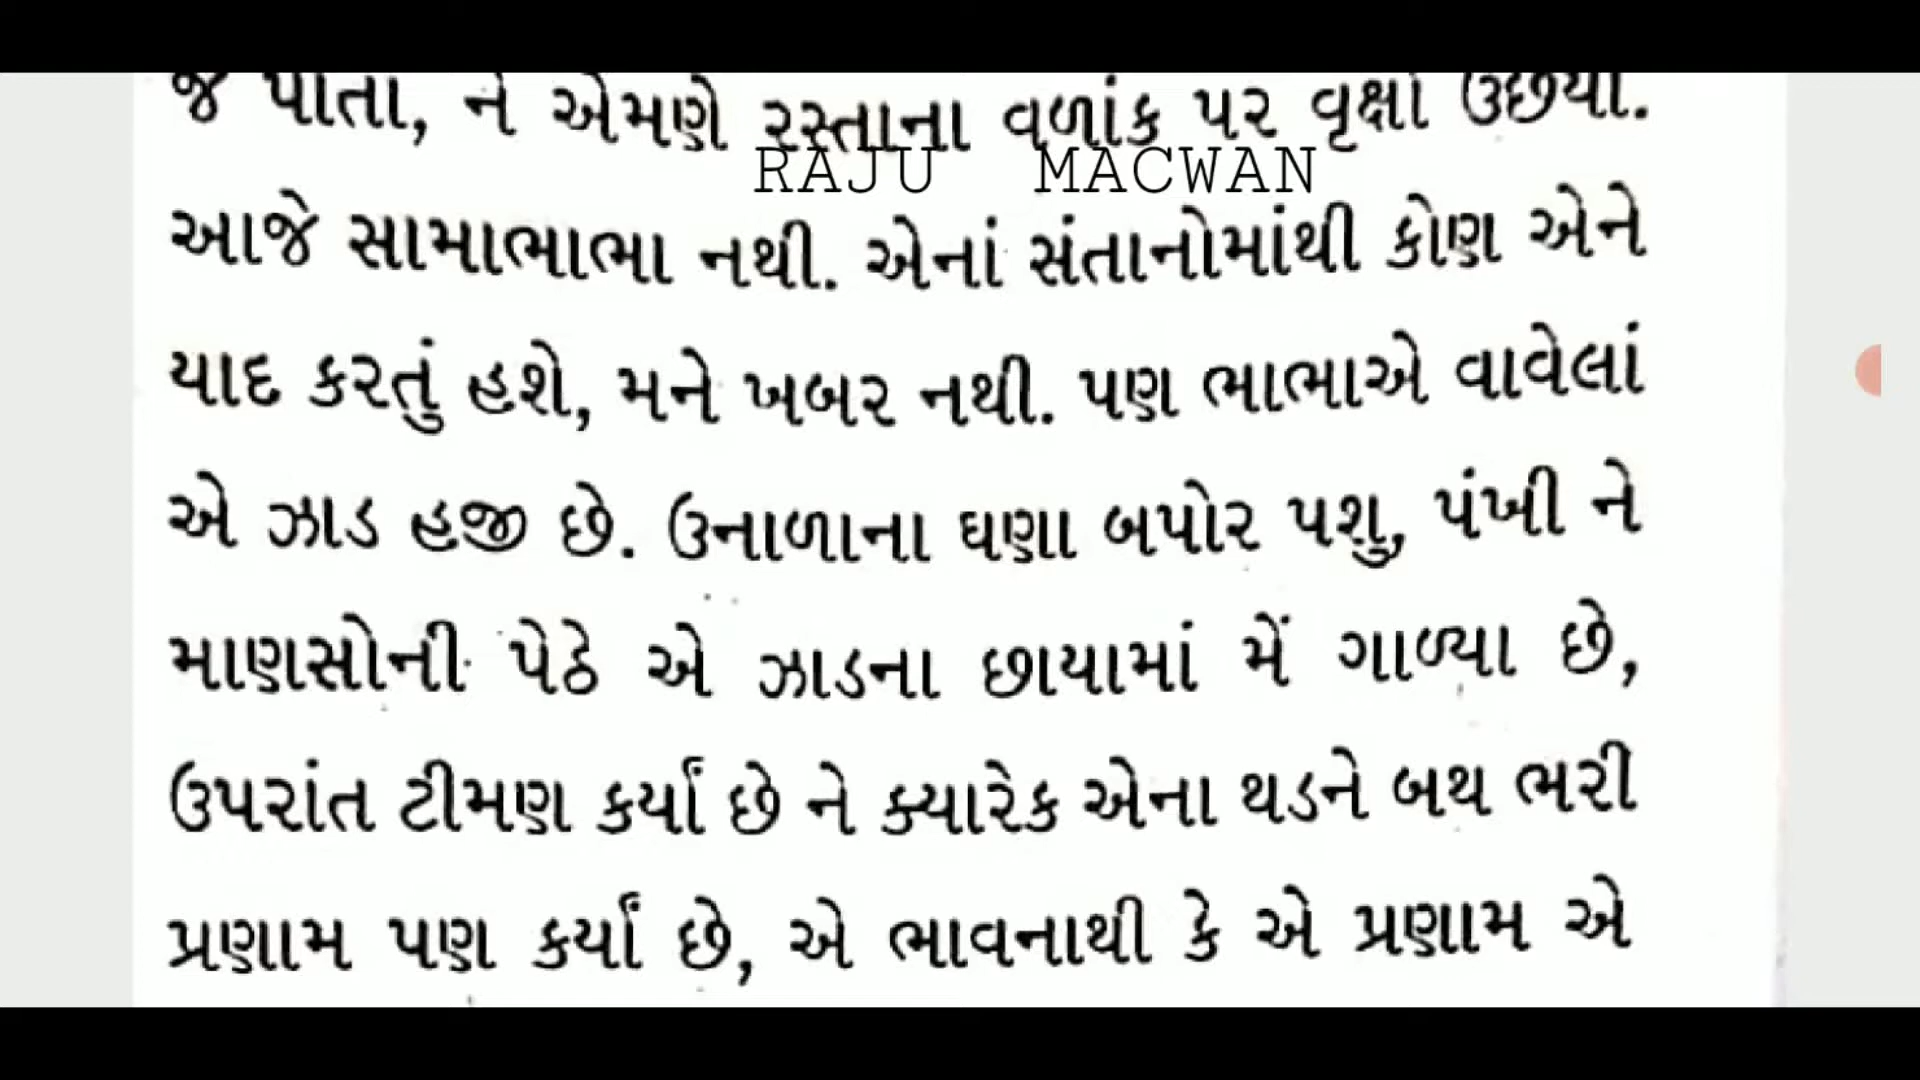 જ પાતા, ને એમણે રસ્તાના વળાંક પર વૃક્ષો ઉછર્યાં.
RAJU MACWAN
આજે સામાભાભા નથી. એનાં સંતાનોમાંથી કોણ એને
યાદ કરતું હશે, મને ખબર નથી. પણ ભાભાએ વાવેલાં
એ ઝાડ હજી છે. ઉનાળાના ઘણા બપોર પશુ, પંખી ને
માણસોની પેઠે એ ઝાડના છાયામાં મેં ગાળ્યા છે,
ઉપરાંત ટીમણ કર્યાં છે ને ક્યારેક એના થડને બથ ભરી
પ્રણામ પણ કર્યાં છે, એ ભાવનાથી કે એ પ્રણામ એ